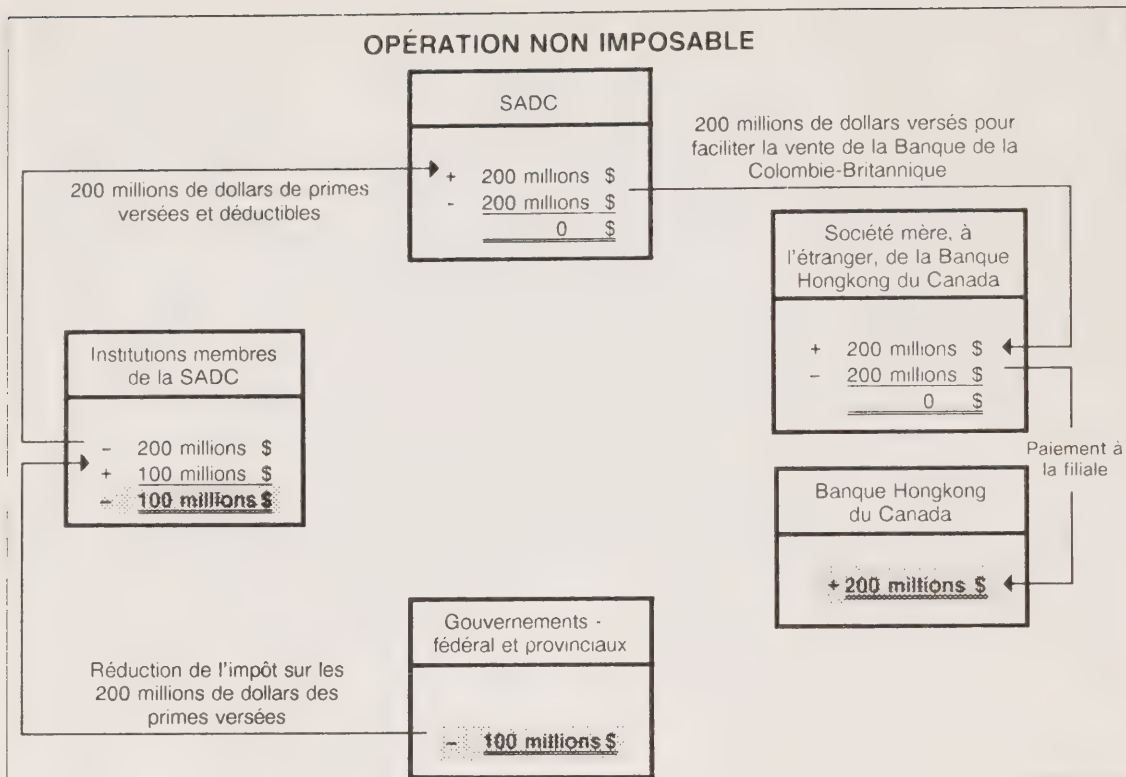 OPÉRATION NON IMPOSABLE
SADC
+ 200 millions $
- 200 millions $
0 $
200 millions de dollars de primes
versées et déductibles
200 millions de dollars versés pour
faciliter la vente de la Banque de la
Colombie-Britannique
Société mère, à
l'étranger, de la Banque
Hongkong du Canada
+ 200 millions $
- 200 millions $
0 $
Institutions membres
de la SADC
- 200 millions $
+ 100 millions $
- 100 millions $
Paiement à
la filiale
Banque Hongkong
du Canada
+ 200 millions $
Gouvernements -
fédéral et provinciaux
- 100 millions $
Réduction de l'impôt sur les
200 millions de dollars des
primes versées